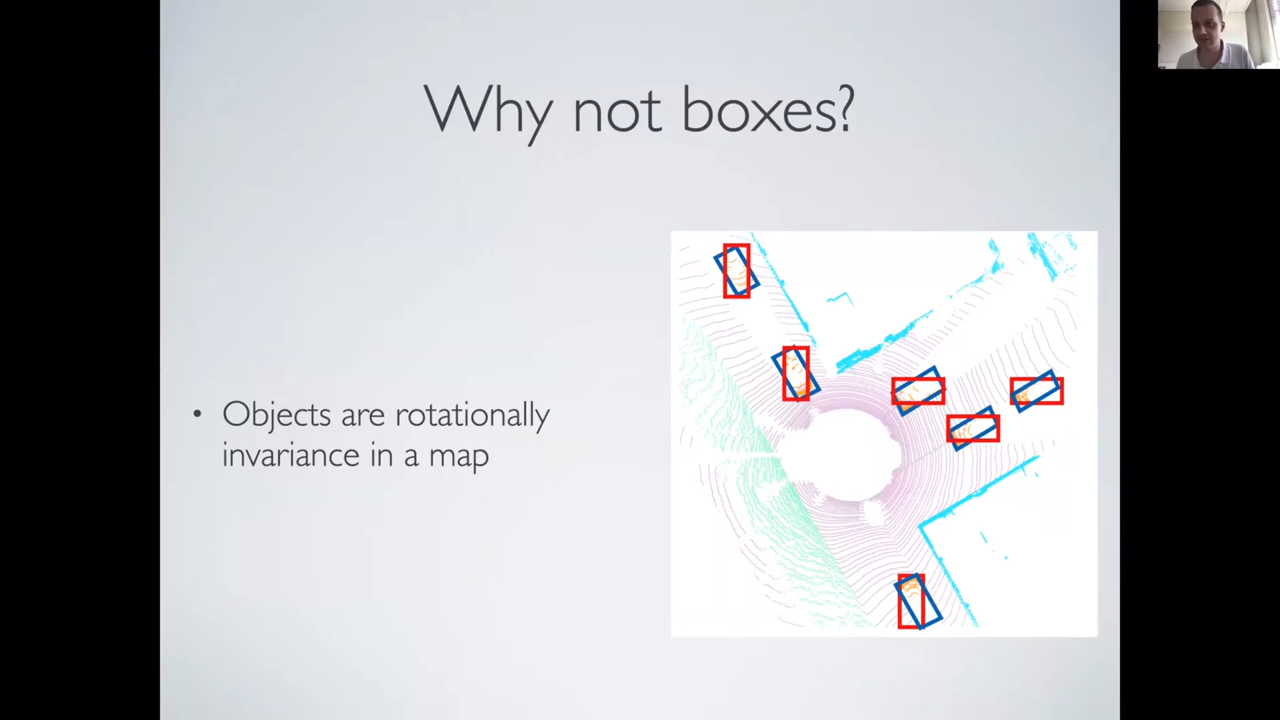 Why not boxes?
• Objects are rotationally
invariance in a map